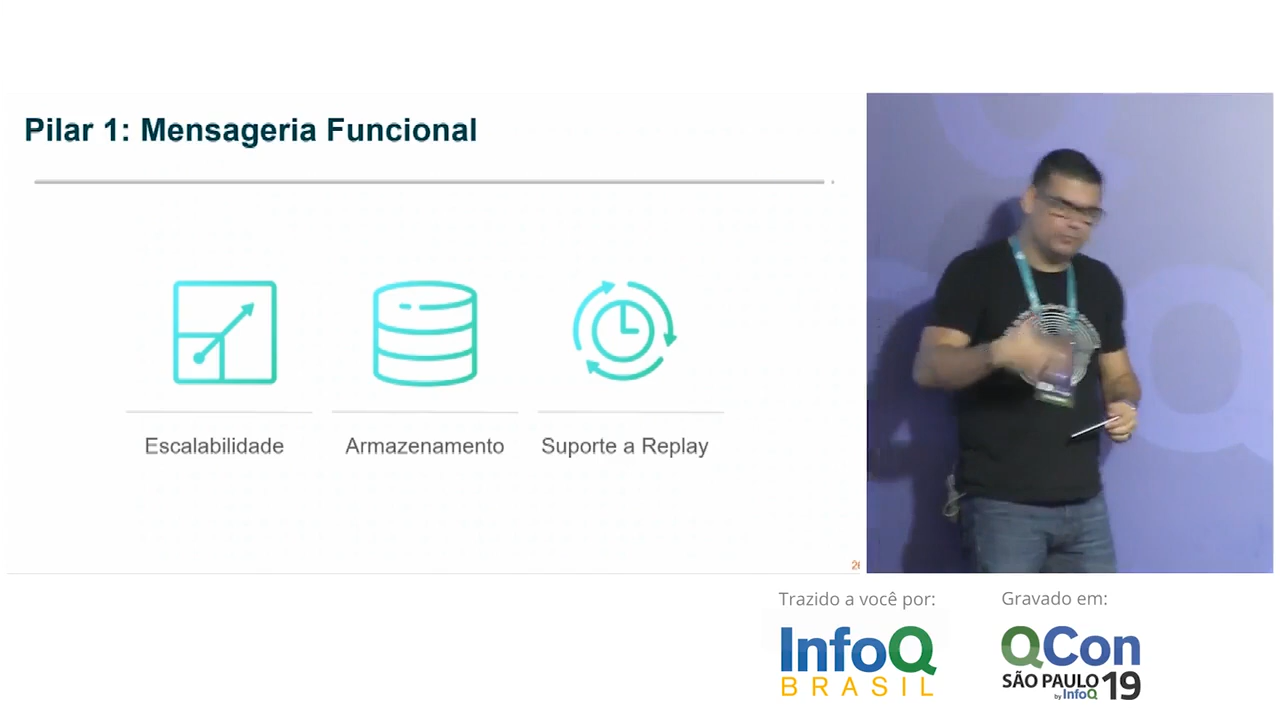 Pilar 1: Mensageria Funcional
Escalabilidade
Armazenamento
Suporte a Replay
Trazido a você por:
InfoQ
BRASIL
Gravado em:
QCon
SÃO PAULO 19
by InfoQ